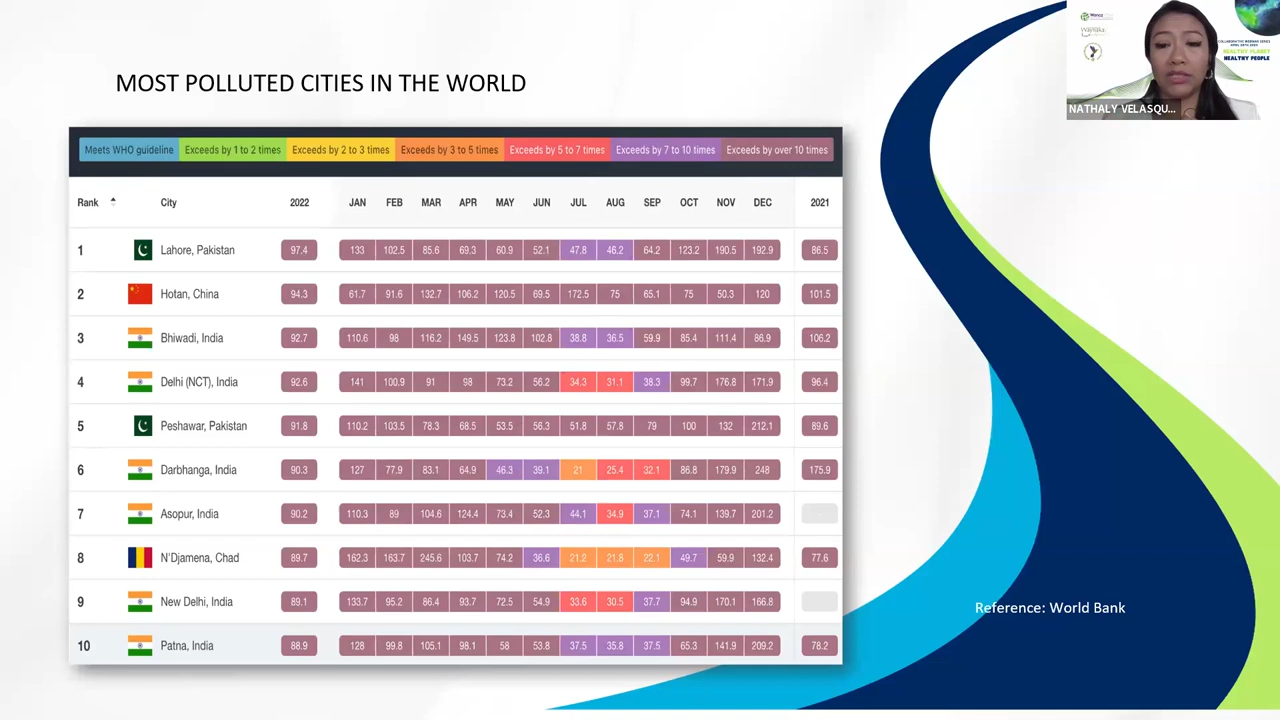 MOST POLLUTED CITIES IN THE WORLD
Meets WHO guideline Exceeds by 1 to 2 times Exceeds by 2 to 3 times Exceeds by 3 to 5 times Exceeds by 5 to 7 times Exceeds by 7 to 10 times Exceeds by over 10 times
Rank City 2022 JAN FEB MAR APR MAY JUN JUL AUG SEP OCT NOV DEC 2021
1 Lahore, Pakistan 97.4 133 102.5 85.6 69.3 60.9 52.1 47.8 46.2 64.2 123.2 190.5 192.9 86.5
2 Hotan, China 94.3 61.7 91.6 132.7 106.2 120.5 69.5 172.5 75 65.1 75 50.3 120 101.5
3 Bhiwadi, India 92.7 110.6 98 116.2 149.5 123.8 102.8 38.8 36.5 59.9 85.4 111.4 86.9 106.2
4 Delhi (NCT), India 92.6 141 100.9 91 98 73.2 56.2 34.3 31.1 38.3 99.7 176.8 171.9 96.4
5 Peshawar, Pakistan 91.8 110.2 103.5 78.3 68.5 53.5 56.3 51.8 57.8 79 100 132 212.1 89.6
6 Darbhanga, India 90.3 127 77.9 83.1 64.9 46.3 39.1 21 25.4 32.1 86.8 179.9 248 175.9
7 Asopur, India 90.2 110.3 89 104.6 124.4 73.4 52.3 44.1 34.9 37.1 74.1 139.7 201.2
8 N'Djamena, Chad 89.7 162.3 163.7 245.6 103.7 74.2 36.6 21.2 21.8 22.1 49.7 59.9 132.4 77.6
9 New Delhi, India 89.1 133.7 95.2 86.4 93.7 72.5 54.9 33.6 30.5 37.7 94.9 170.1 166.8
10 Patna, India 88.9 128 99.8 105.1 98.1 58 53.8 37.5 35.8 37.5 65.3 141.9 209.2 78.2
Reference: World Bank
Wonca
COLLABORATIVE WEBINAR SERIES
HEALTHY PLANET
HEALTHY PEOPLE
NATHALY VELASQU...